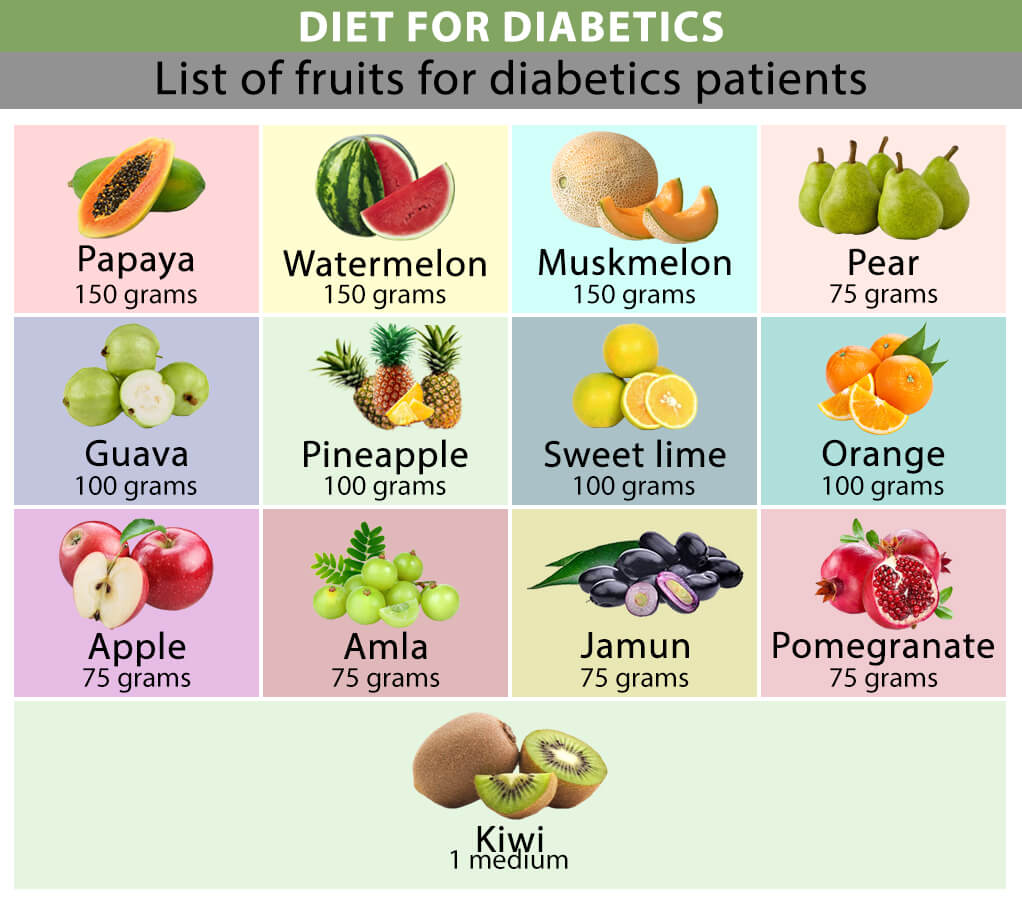 DIET FOR DIABETICS
List of fruits for diabetics patients
Papaya
150 grams
Watermelon
150 grams
Muskmelon
150 grams
Pear
75 grams
Guava
100 grams
Pineapple
100 grams
Sweet lime
100 grams
Orange
100 grams
Apple
75 grams
Amla
75 grams
Jamun
75 grams
Pomegranate
75 grams
Kiwi
1 medium